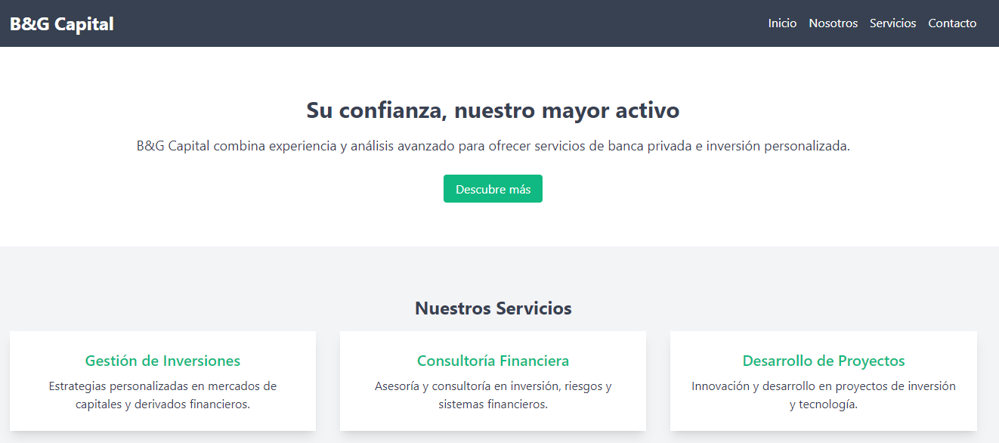 B&G Capital
Inicio Nosotros Servicios Contacto
Su confianza, nuestro mayor activo
B&G Capital combina experiencia y análisis avanzado para ofrecer servicios de banca privada e inversión personalizada.
Descubre más
Nuestros Servicios
Gestión de Inversiones
Estrategias personalizadas en mercados de
capitales y derivados financieros.
Consultoría Financiera
Asesoría y consultoría en inversión, riesgos y
sistemas financieros.
Desarrollo de Proyectos
Innovación y desarrollo en proyectos de inversión
y tecnología.